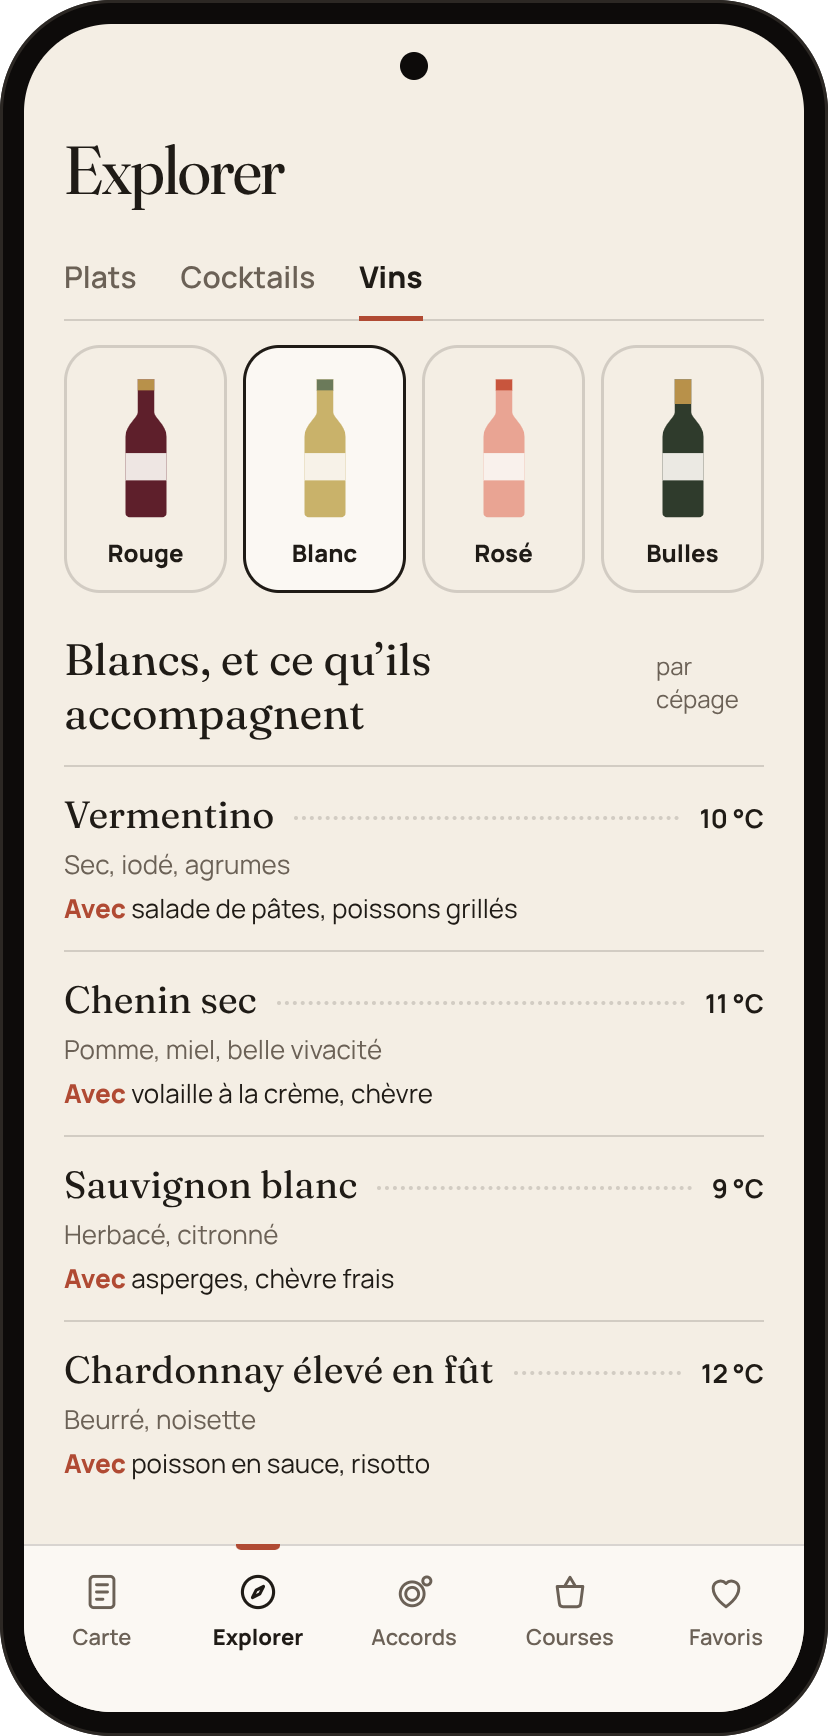 Explorer
Plats Cocktails Vins
Rouge Blanc Rosé Bulles
Blancs, et ce qu’ils
accompagnent
par
cépage
Vermentino 10 °C
Sec, iodé, agrumes
Avec salade de pâtes, poissons grillés
Chenin sec 11 °C
Pomme, miel, belle vivacité
Avec volaille à la crème, chèvre
Sauvignon blanc 9 °C
Herbacé, citronné
Avec asperges, chèvre frais
Chardonnay élevé en fût 12 °C
Beurré, noisette
Avec poisson en sauce, risotto
Carte Explorer Accords Courses Favoris